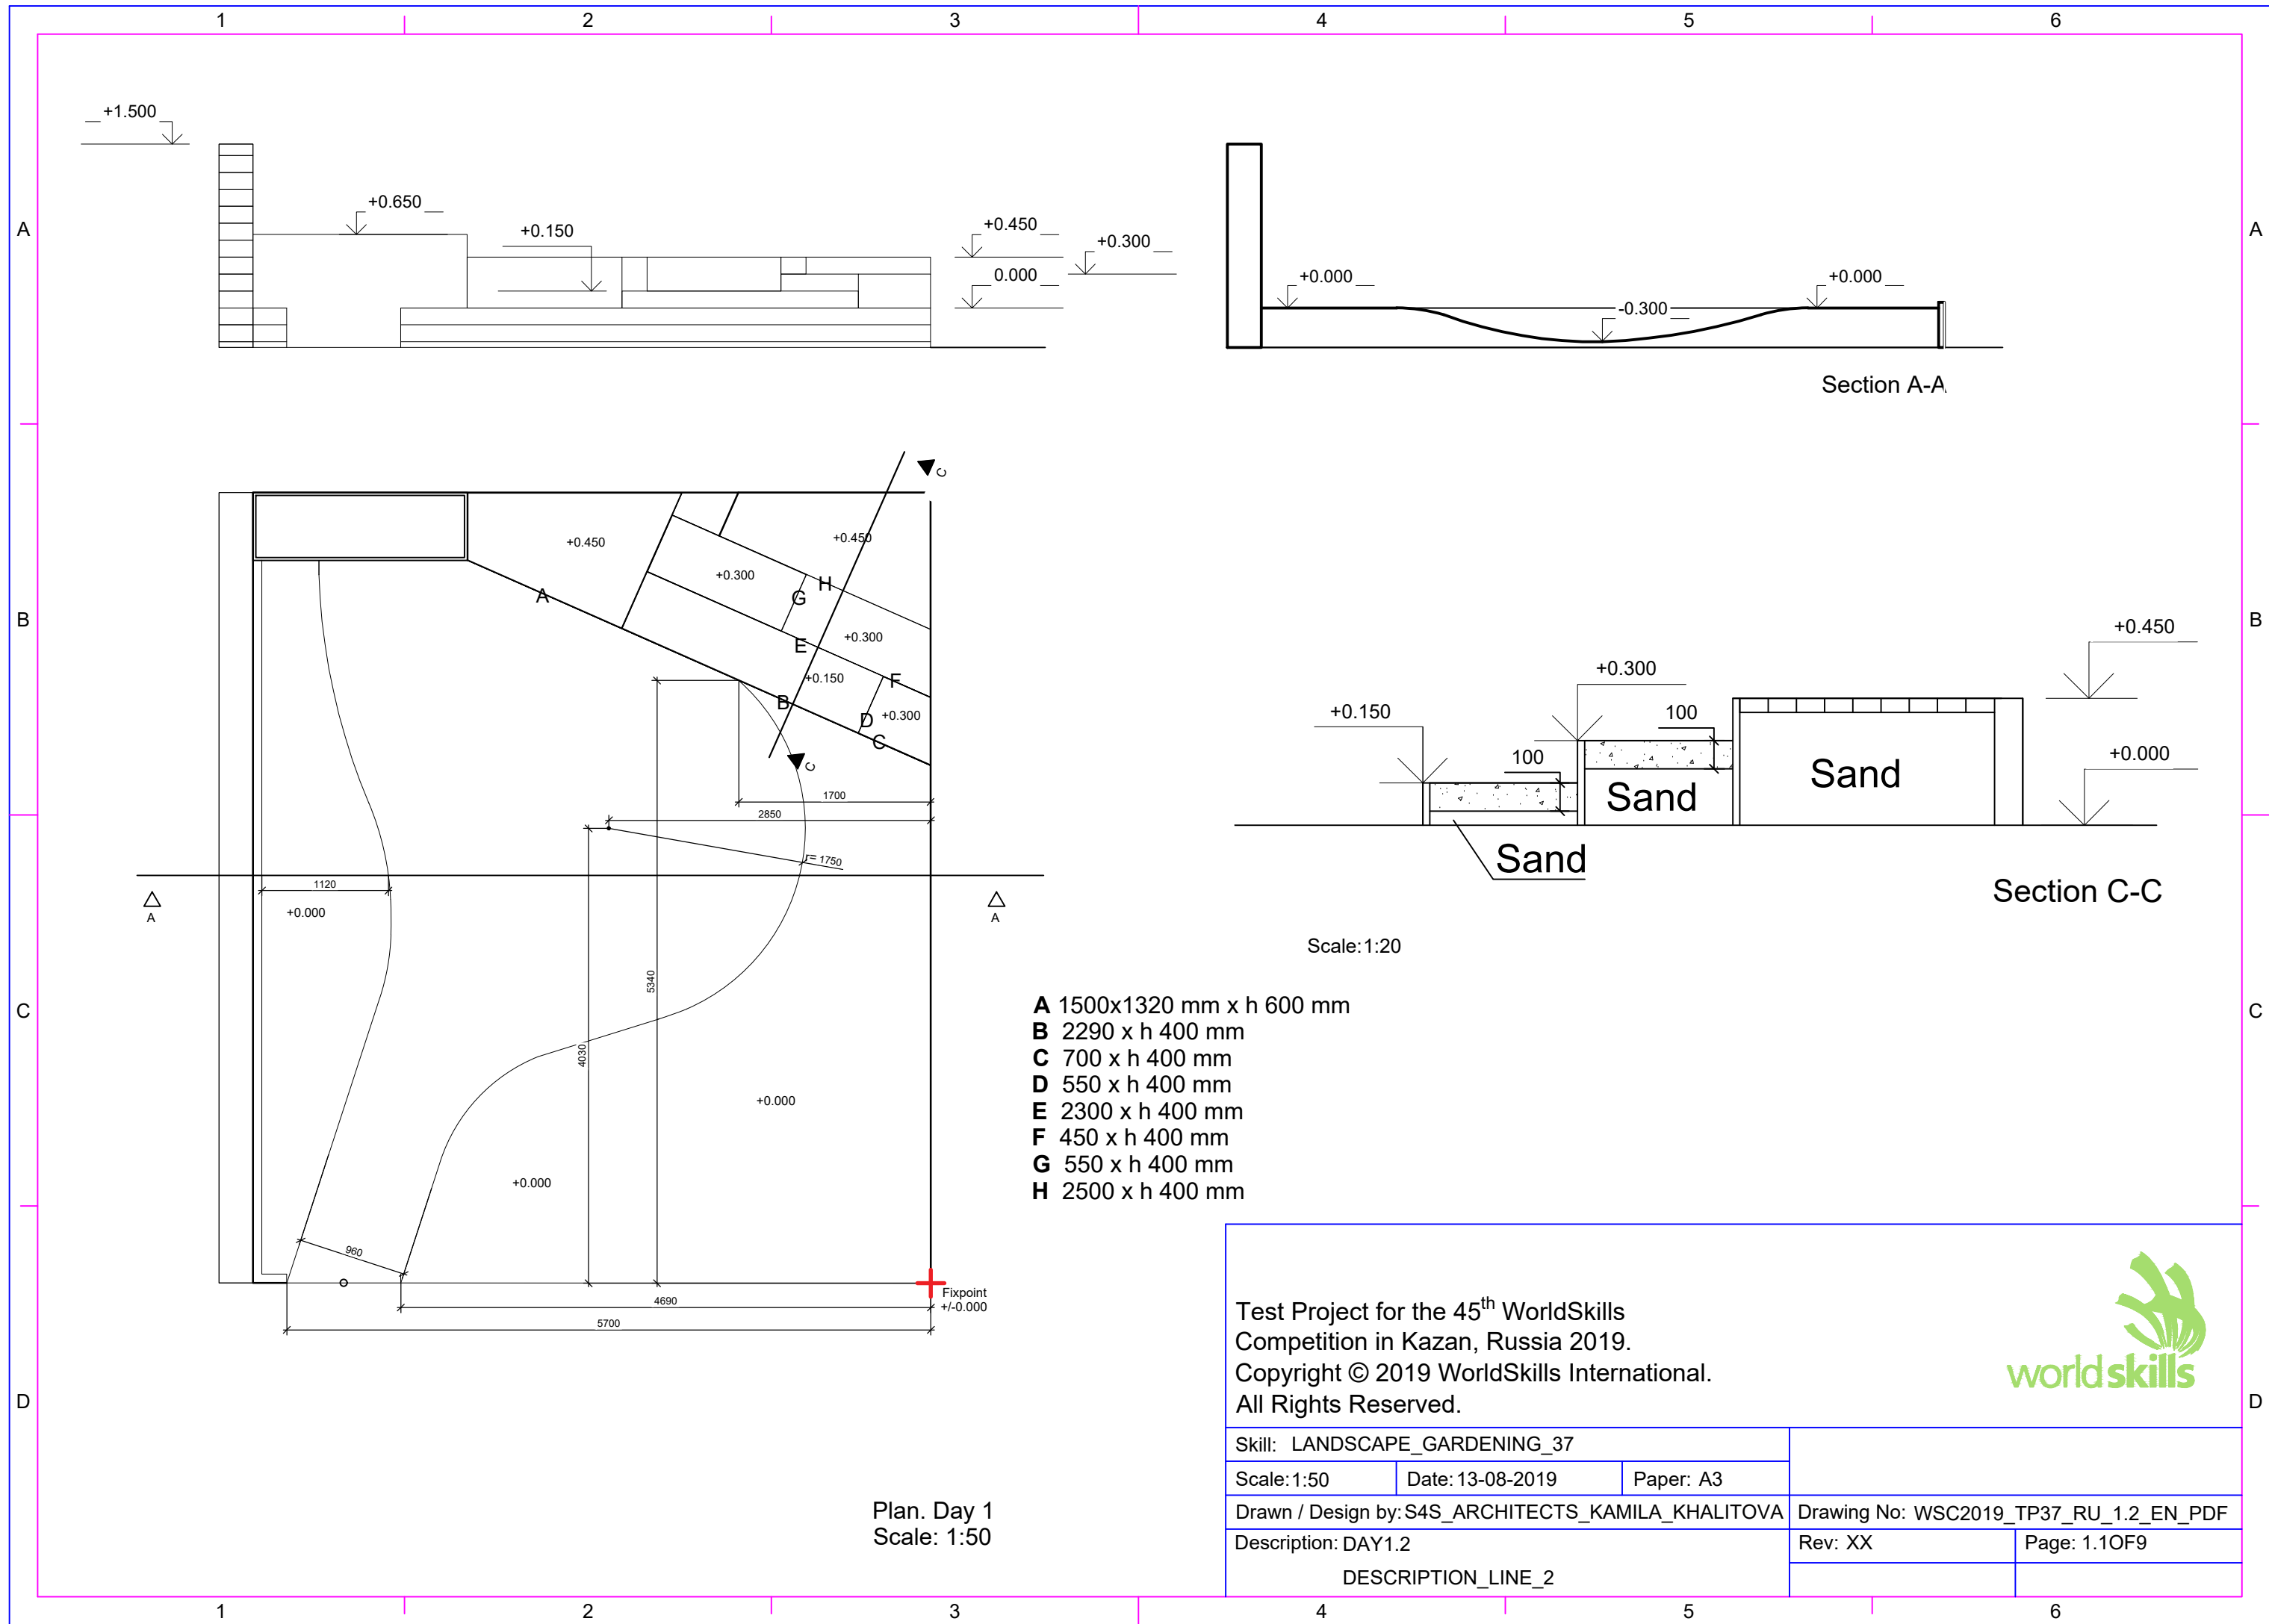 1 2 3 4 5 6
A A
B B
C C
D D
+1.500
+0.650
+0.150
+0.450
+0.300
0.000
+0.000
-0.300
+0.000
Section A-A
C
+0.450
+0.450
+0.300
H
G
A
E
+0.300
+0.150
F
B
D
+0.300
C
C
1700
2850
r= 1750
1120
+0.000
A
A
5340
4030
+0.000
+0.000
960
Fixpoint
+/-0.000
4690
5700
+0.450
+0.300
+0.150
100
100
+0.000
Sand
Sand
Sand
Section C-C
Scale:1:20
A 1500x1320 mm x h 600 mm
B 2290 x h 400 mm
C 700 x h 400 mm
D 550 x h 400 mm
E 2300 x h 400 mm
F 450 x h 400 mm
G 550 x h 400 mm
H 2500 x h 400 mm
Plan. Day 1
Scale: 1:50
Test Project for the 45th WorldSkills
Competition in Kazan, Russia 2019.
Copyright © 2019 WorldSkills International.
All Rights Reserved.
worldskills
Skill: LANDSCAPE_GARDENING_37
Scale:1:50 Date:13-08-2019 Paper: A3
Drawn / Design by:S4S_ARCHITECTS_KAMILA_KHALITOVA Drawing No: WSC2019_TP37_RU_1.2_EN_PDF
Description: DAY1.2 Rev: XX Page: 1.1OF9
DESCRIPTION_LINE_2
1 2 3 4 5 6